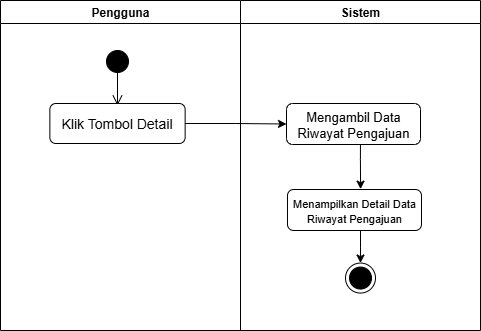 Pengguna
Sistem
Klik Tombol Detail
Mengambil Data
Riwayat Pengajuan
Menampilkan Detail Data
Riwayat Pengajuan